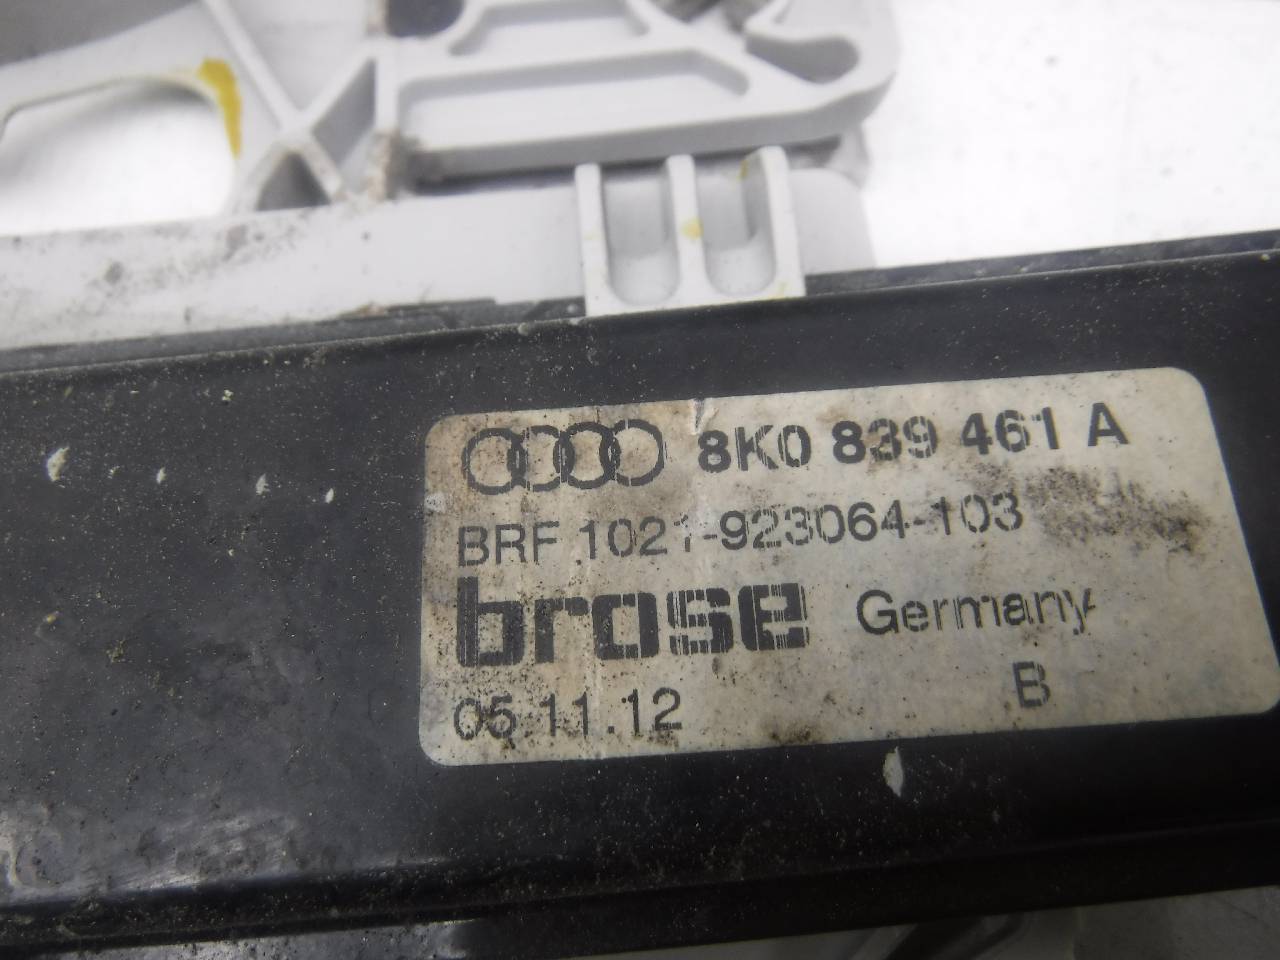 8K0 839 461 A
BRF 1021-923064-103
brose Germany
05.11.12 B